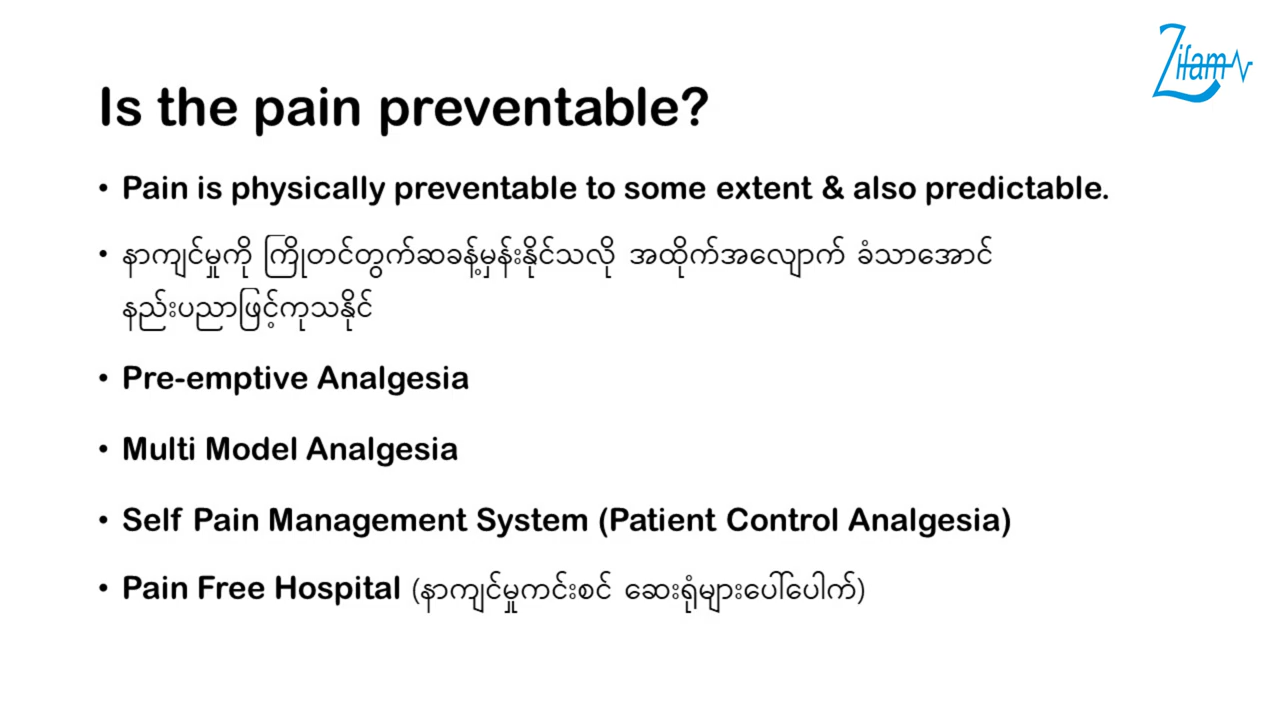 Zifam
Is the pain preventable?
• Pain is physically preventable to some extent & also predictable.
• နာကျင်မှုကို ကြိုတင်တွက်ဆခန့်မှန်းနိုင်သလို အထိုက်အလျောက် ခံသာအောင်
နည်းပညာဖြင့်ကုသနိုင်
• Pre-emptive Analgesia
• Multi Model Analgesia
• Self Pain Management System (Patient Control Analgesia)
• Pain Free Hospital (နာကျင်မှုကင်းစင် ဆေးရုံများပေါ်ပေါက်)